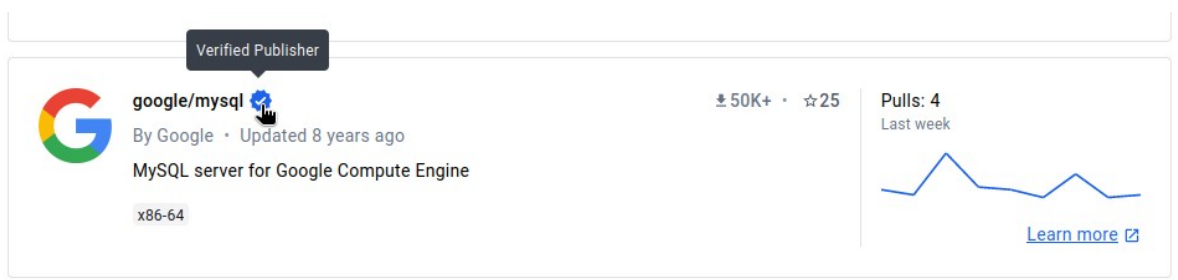 Verified Publisher
google/mysql
50K+ · 25
Pulls: 4
By Google · Updated 8 years ago
Last week
MySQL server for Google Compute Engine
x86-64
Learn more